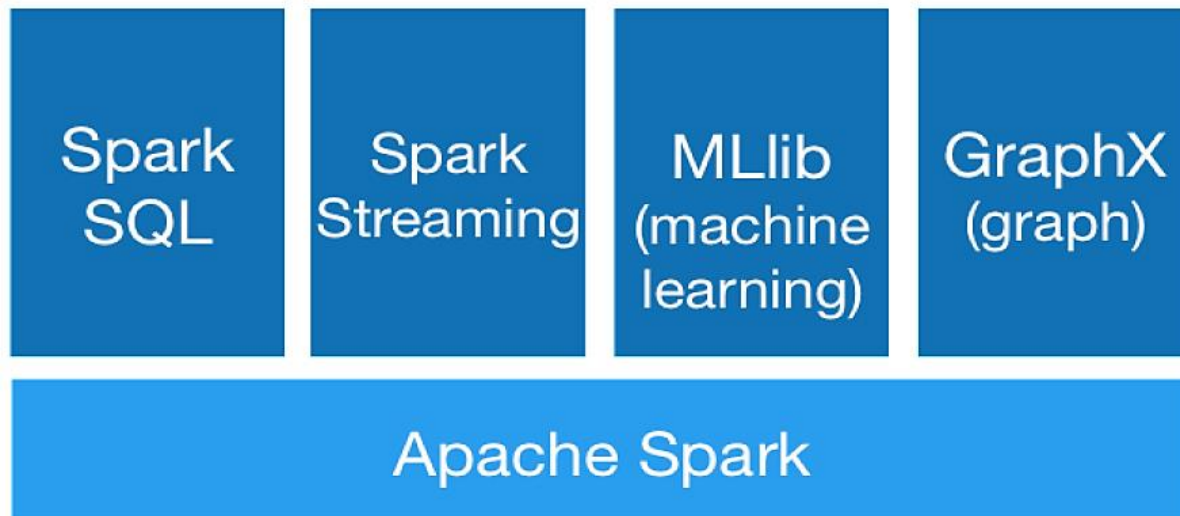 Spark
SQL
Spark
Streaming
MLlib
(machine
learning)
GraphX
(graph)
Apache Spark